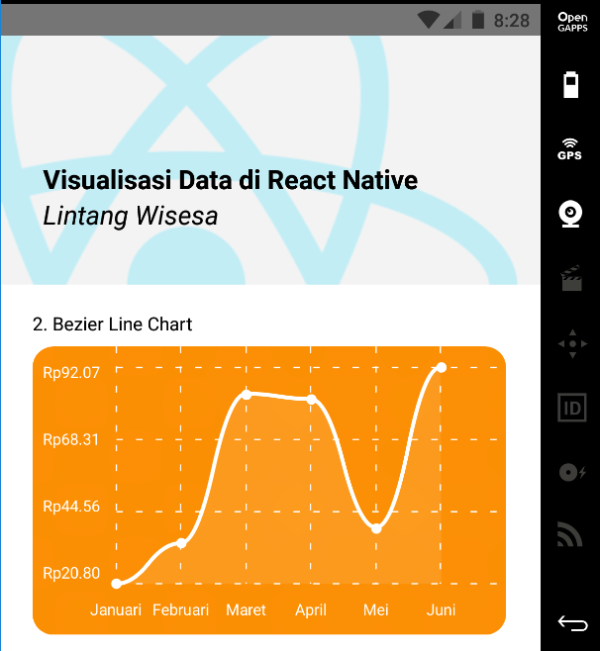 8:28
Open
GAPPS
GPS
ID
Visualisasi Data di React Native
Lintang Wisesa
2. Bezier Line Chart
Rp92.07
Rp68.31
Rp44.56
Rp20.80
Januari Februari Maret April Mei Juni